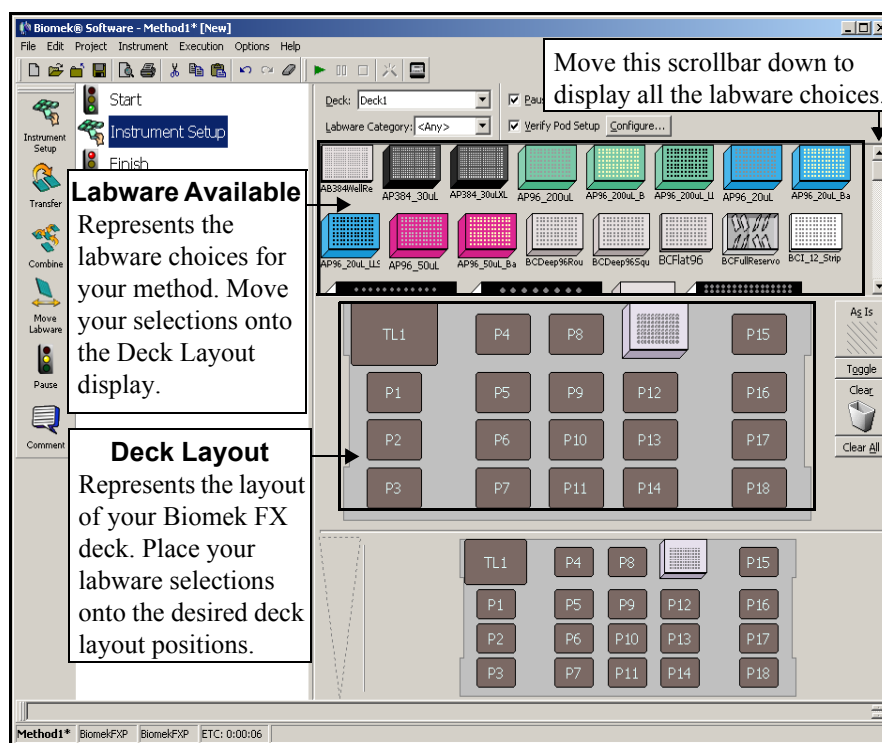 Biomek® Software - Method1* [New]
File Edit Project Instrument Execution Options Help
Move this scrollbar down to
display all the labware choices.
Instrument
Setup
Transfer
Combine
Move
Labware
Pause
Comment
Start
Instrument Setup
Finish
Deck: Deck1
Labware Category: <Any>
Verify Pod Setup Configure...
Labware Available
Represents the
labware choices for
your method. Move
your selections onto
the Deck Layout
display.
AB384WellRe AP384_30uL AP384_30uLXL AP96_200uL AP96_200uL_B AP96_200uL_LL AP96_20uL AP96_20uL_Ba
AP96_20uL_LLS AP96_50uL AP96_50uL_Ba BCDeep96Rou BCDeep96Squ BCFlat96 BCFullReservo BCI_12_Strip
TL1 P4 P8 P15
P1 P5 P9 P12 P16
P2 P6 P10 P13 P17
P3 P7 P11 P14 P18
As Is
Toggle
Clear
Clear All
Deck Layout
Represents the layout
of your Biomek FX
deck. Place your
labware selections
onto the desired deck
layout positions.
TL1 P4 P8 P15
P1 P5 P9 P12 P16
P2 P6 P10 P13 P17
P3 P7 P11 P14 P18
Method1* BiomekFXP BiomekFXP ETC: 0:00:06